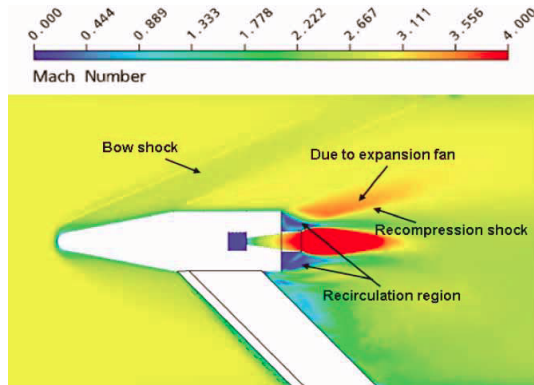 0.000 0.444 0.889 1.333 1.778 2.222 2.667 3.111 3.556 4.000
Mach Number
Bow shock
Due to expansion fan
Recompression shock
Recirculation region